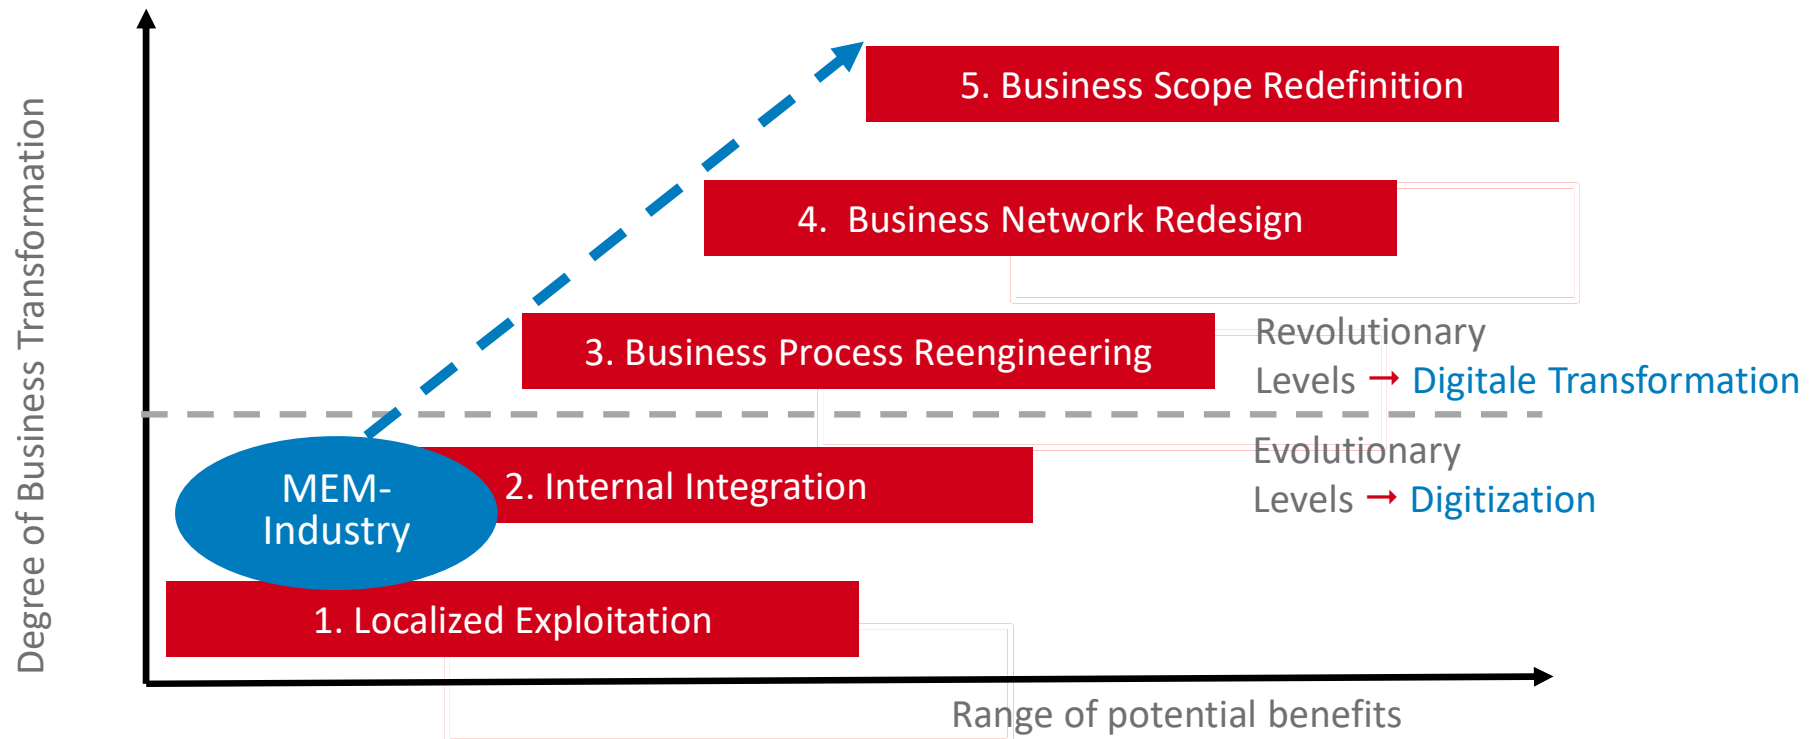 Degree of Business Transformation
5. Business Scope Redefinition
4.  Business Network Redesign
3. Business Process Reengineering
Revolutionary
Levels → Digitale Transformation
Evolutionary
Levels → Digitization
2. Internal Integration
MEM-
Industry
1. Localized Exploitation
Range of potential benefits